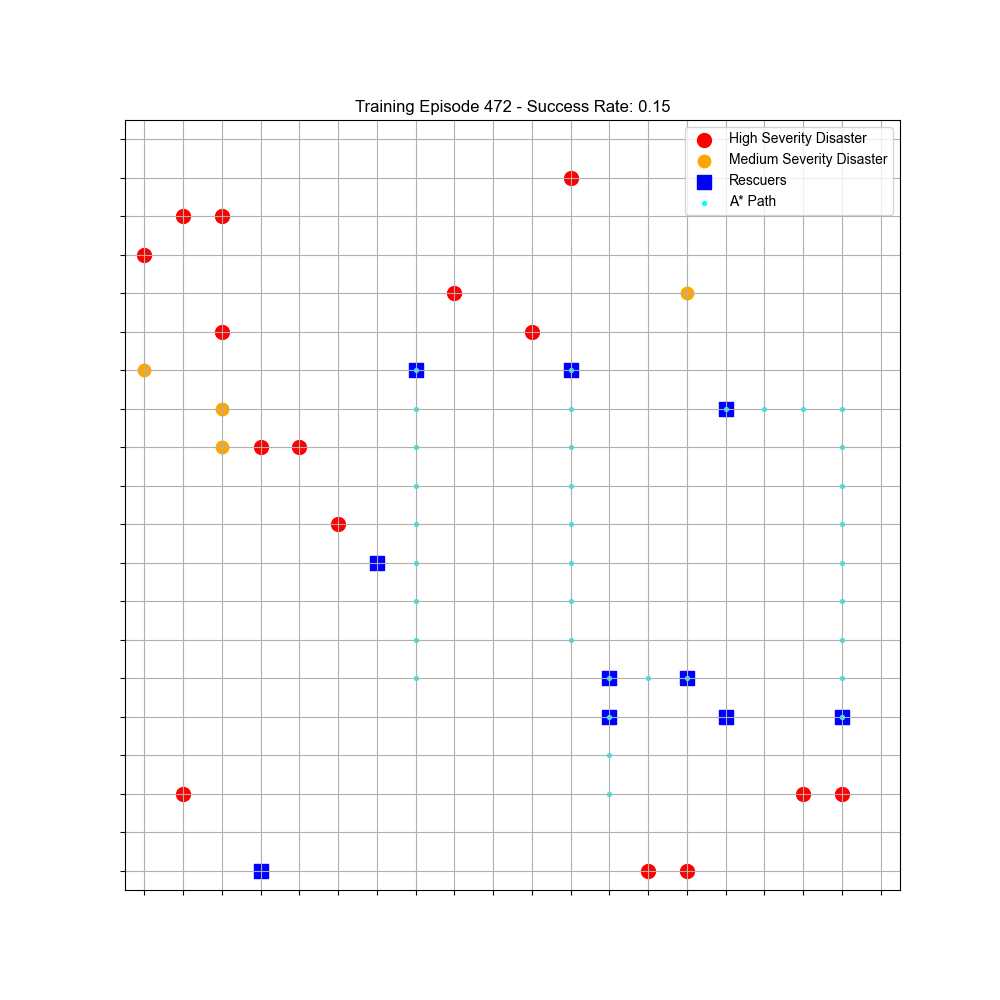 Training Episode 472 - Success Rate: 0.15
High Severity Disaster
Medium Severity Disaster
Rescuers
A* Path